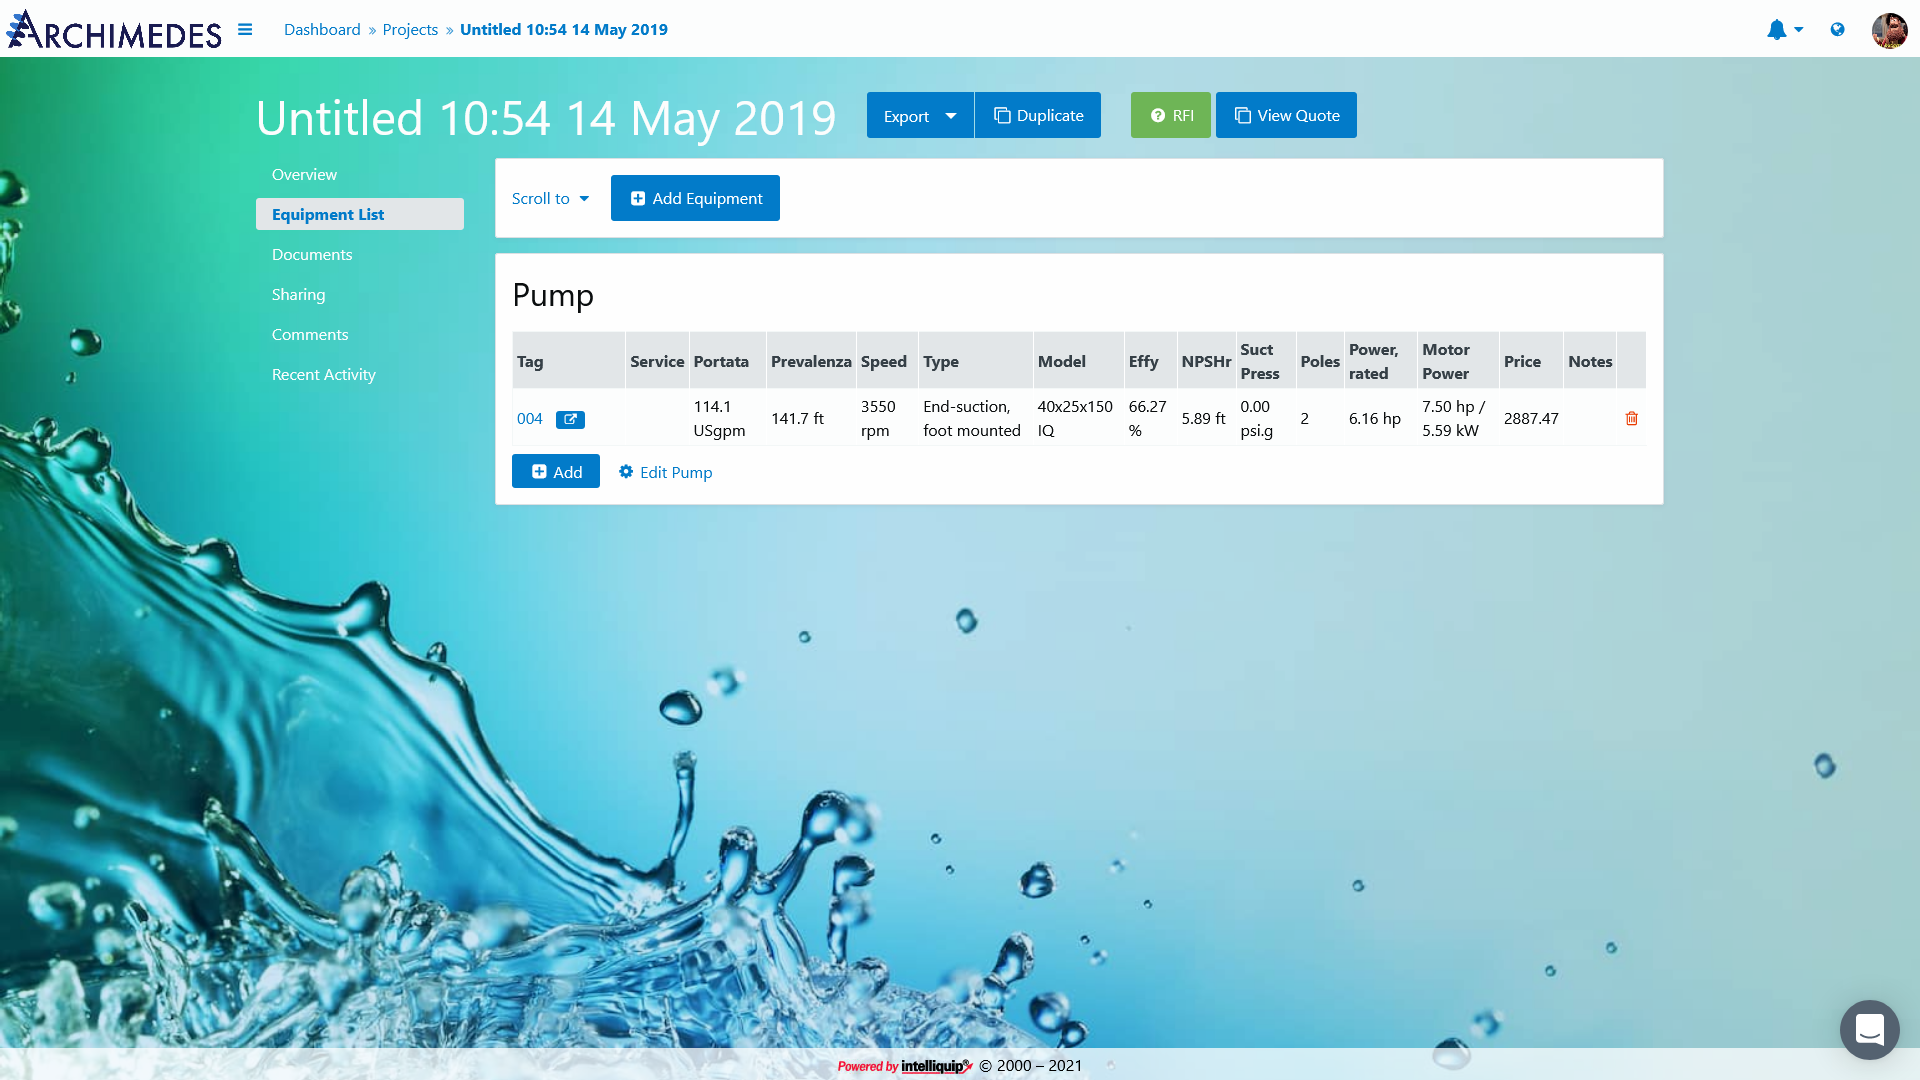 ARCHIMEDES
Dashboard » Projects » Untitled 10:54 14 May 2019
Untitled 10:54 14 May 2019
Export
Duplicate
RFI
View Quote
Overview
Equipment List
Documents
Sharing
Comments
Recent Activity
Scroll to
Add Equipment
Pump
Tag Service Portata Prevalenza Speed Type Model Effy NPSHr Suct Press Poles Power, rated Motor Power Price Notes
004 114.1 USgpm 141.7 ft 3550 rpm End-suction, foot mounted 40x25x150 IQ 66.27 % 5.89 ft 0.00 psi.g 2 6.16 hp 7.50 hp / 5.59 kW 2887.47
Add
Edit Pump
Powered by intelliquip © 2000 – 2021